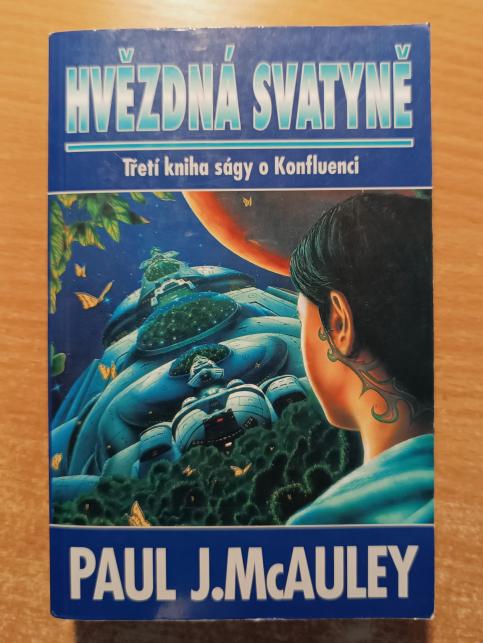 HVĚZDNÁ SVATYNĚ
Třetí kniha ságy o Konfluenci
PAUL J.McAULEY